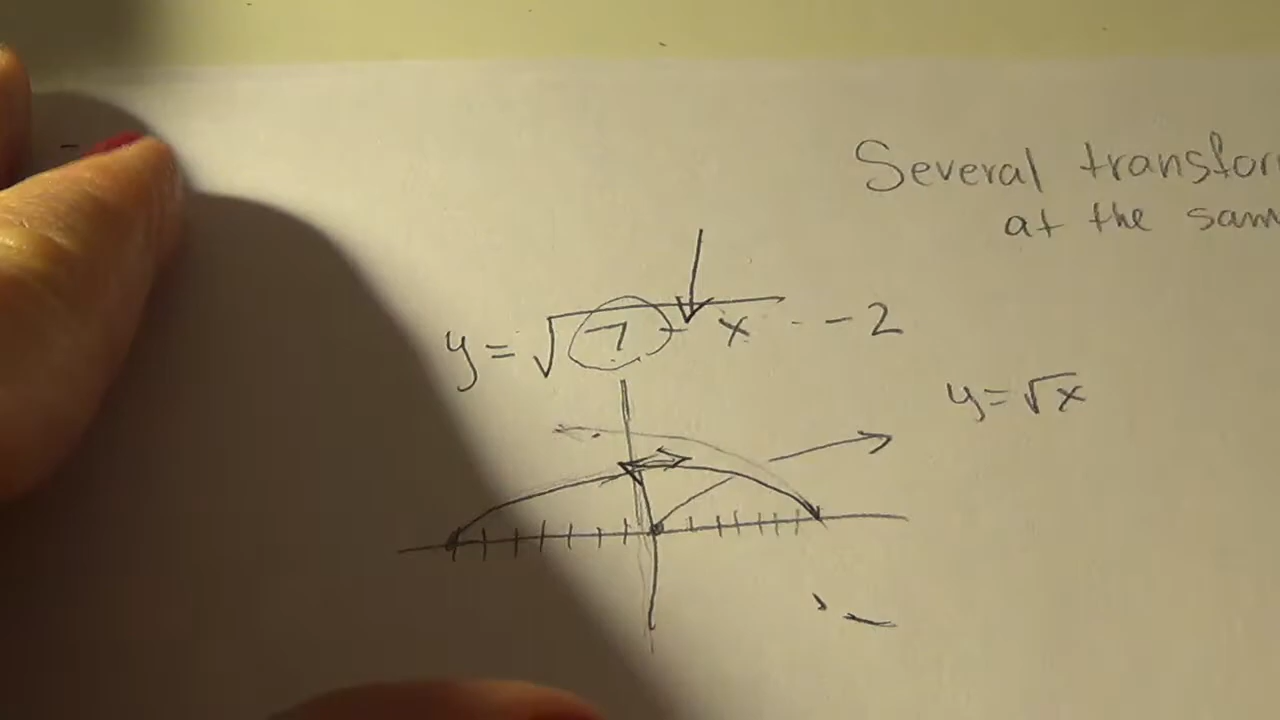 Several transfor
at the sam
y = √7 - x - 2
y = √x